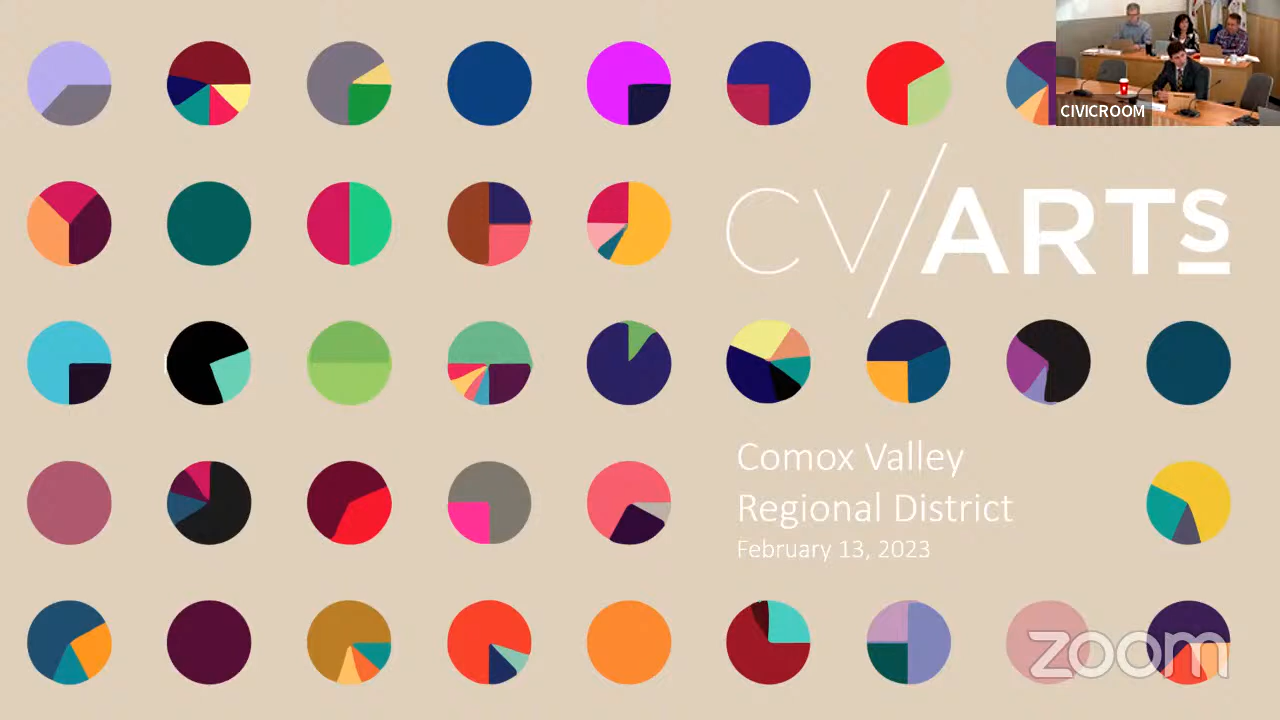 CIVICROOM
CV/ARTS
Comox Valley
Regional District
February 13, 2023
zoom